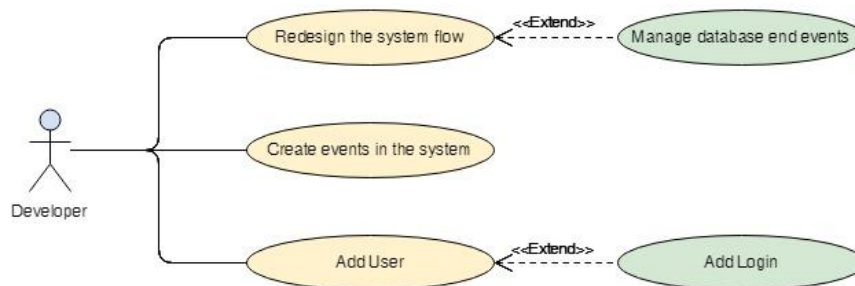 Redesign the system flow
<<Extend>>
Manage database end events
Create events in the system
Developer
Add User
<<Extend>>
Add Login